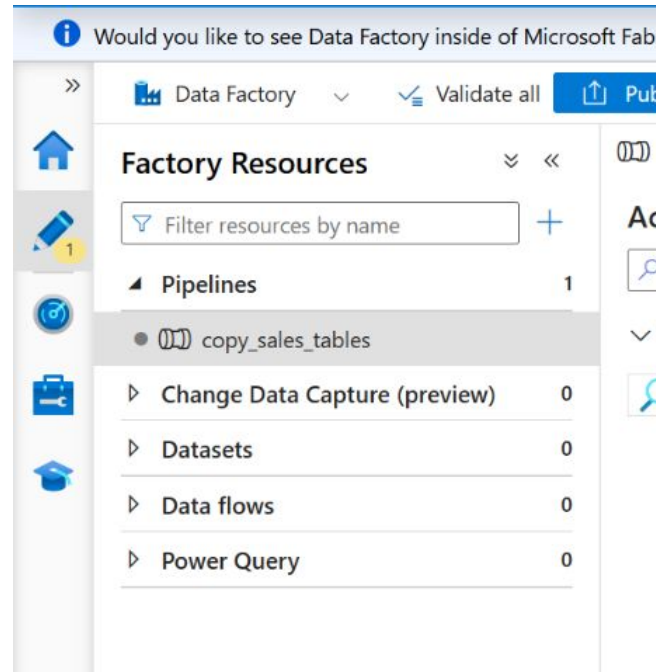 Would you like to see Data Factory inside of Microsoft Fab
Data Factory Validate all Pub
Factory Resources
Filter resources by name
Ac
1
Pipelines 1
copy_sales_tables
Change Data Capture (preview) 0
Datasets 0
Data flows 0
Power Query 0